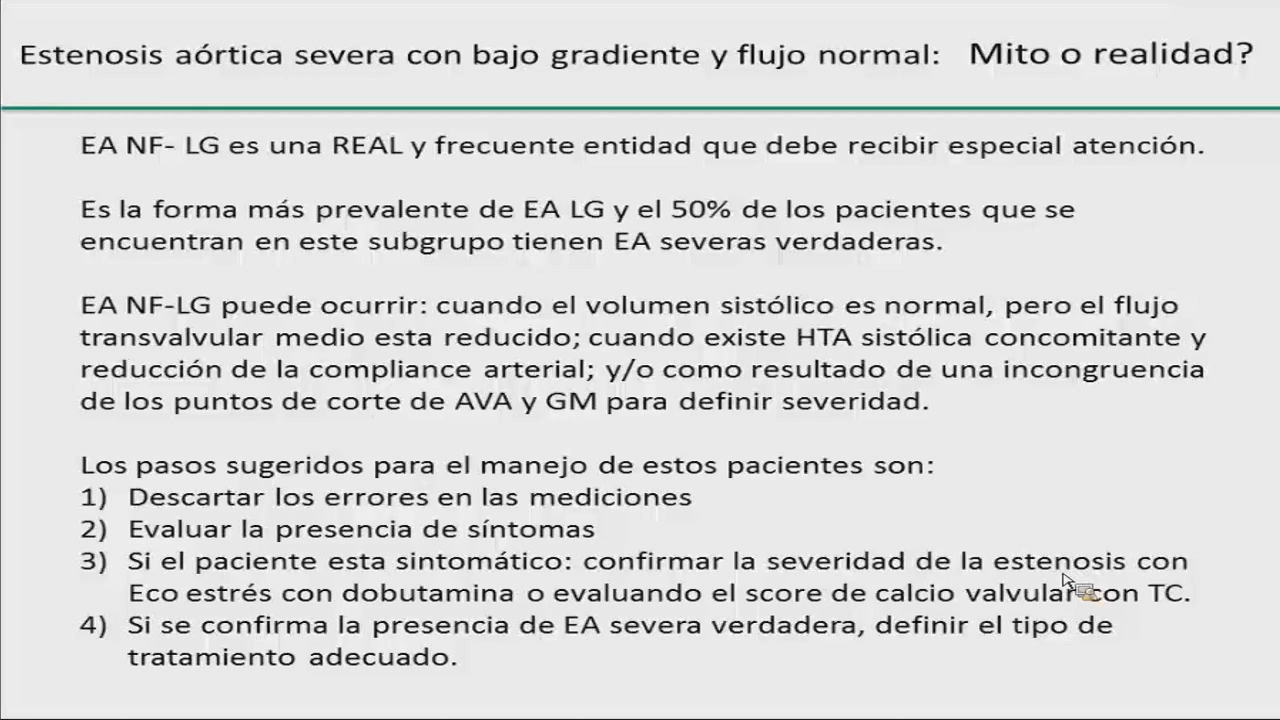 Estenosis aórtica severa con bajo gradiente y flujo normal: Mito o realidad?
EA NF- LG es una REAL y frecuente entidad que debe recibir especial atención.
Es la forma más prevalente de EA LG y el 50% de los pacientes que se
encuentran en este subgrupo tienen EA severas verdaderas.
EA NF-LG puede ocurrir: cuando el volumen sistólico es normal, pero el flujo
transvalvular medio esta reducido; cuando existe HTA sistólica concomitante y
reducción de la compliance arterial; y/o como resultado de una incongruencia
de los puntos de corte de AVA y GM para definir severidad.
Los pasos sugeridos para el manejo de estos pacientes son:
1) Descartar los errores en las mediciones
2) Evaluar la presencia de síntomas
3) Si el paciente esta sintomático: confirmar la severidad de la estenosis con
Eco estrés con dobutamina o evaluando el score de calcio valvular con TC.
4) Si se confirma la presencia de EA severa verdadera, definir el tipo de
tratamiento adecuado.